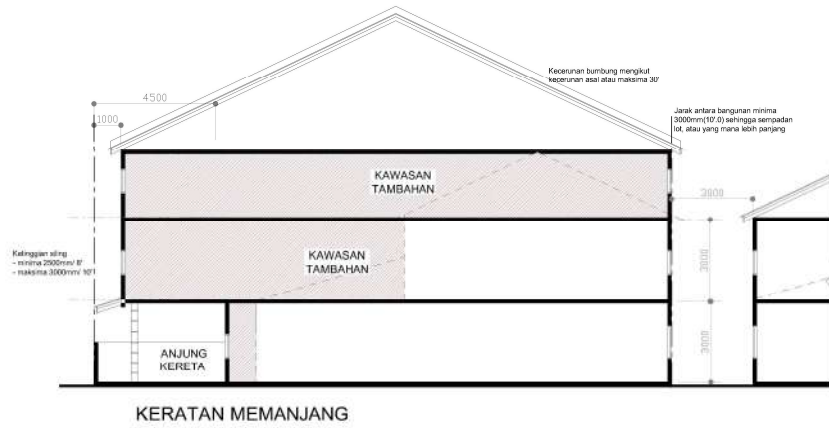 Kecerunan bumbung mengikut
kecerunan asal atau maksima 30'
4500
1000
Jarak antara bangunan minima
3000mm(10'.0) sehingga sempadan
lot, atau yang mana lebih panjang
KAWASAN
TAMBAHAN
3000
Ketinggian siling
- minima 2500mm/ 8'
- maksima 3000mm/ 10'
KAWASAN
TAMBAHAN
3000
3000
ANJUNG
KERETA
KERATAN MEMANJANG